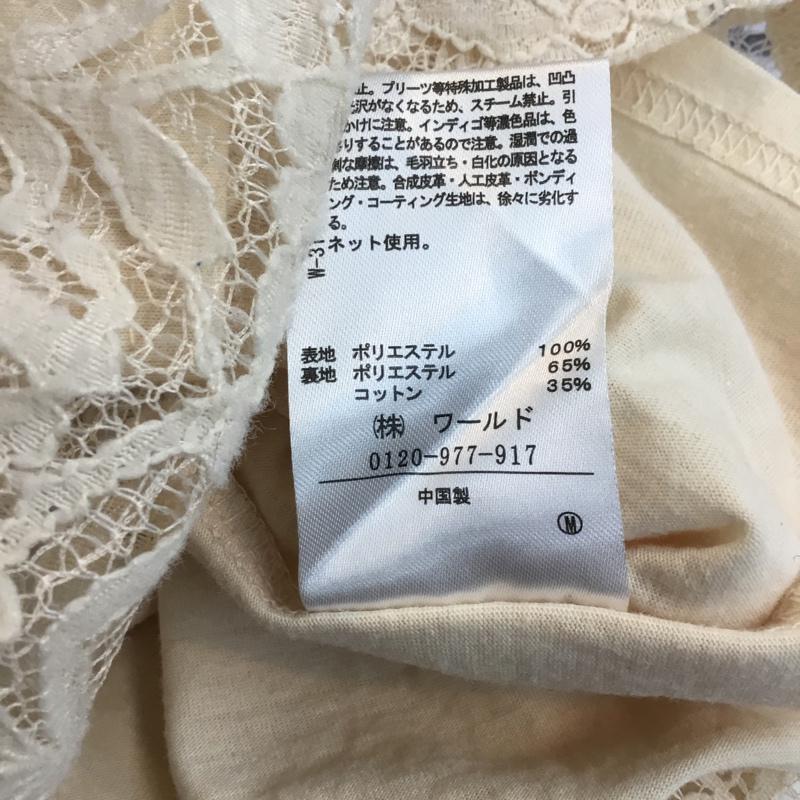 止。プリーツ等特殊加工製品は、凹凸
沢がなくなるため、スチーム禁止。引
かけに注意。インディゴ等濃色品は、色
りすることがあるので注意。湿潤での過
な摩擦は、毛羽立ち・白化の原因となる
ため注意。合成皮革・人工皮革・ボンディ
ング・コーティング生地は、徐々に劣化す
る。
ネット使用。
W-31
表地 ポリエステル 100%
裏地 ポリエステル 65%
コットン 35%
㈱ ワールド
0120-977-917
中国製
Ⓜ